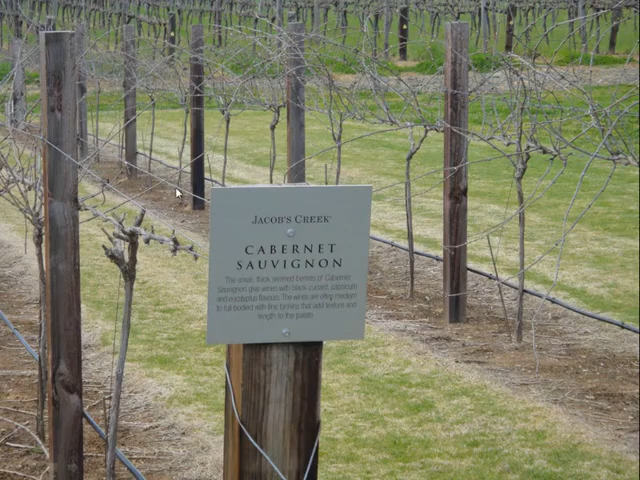 JACOB'S CREEK®
CABERNET
SAUVIGNON
The small, thick skinned berries of Cabernet
Sauvignon give wines with black currant, capsicum
and eucalyptus flavours. The wines are often medium
to full bodied with fine tannins that add texture and
length to the palate.